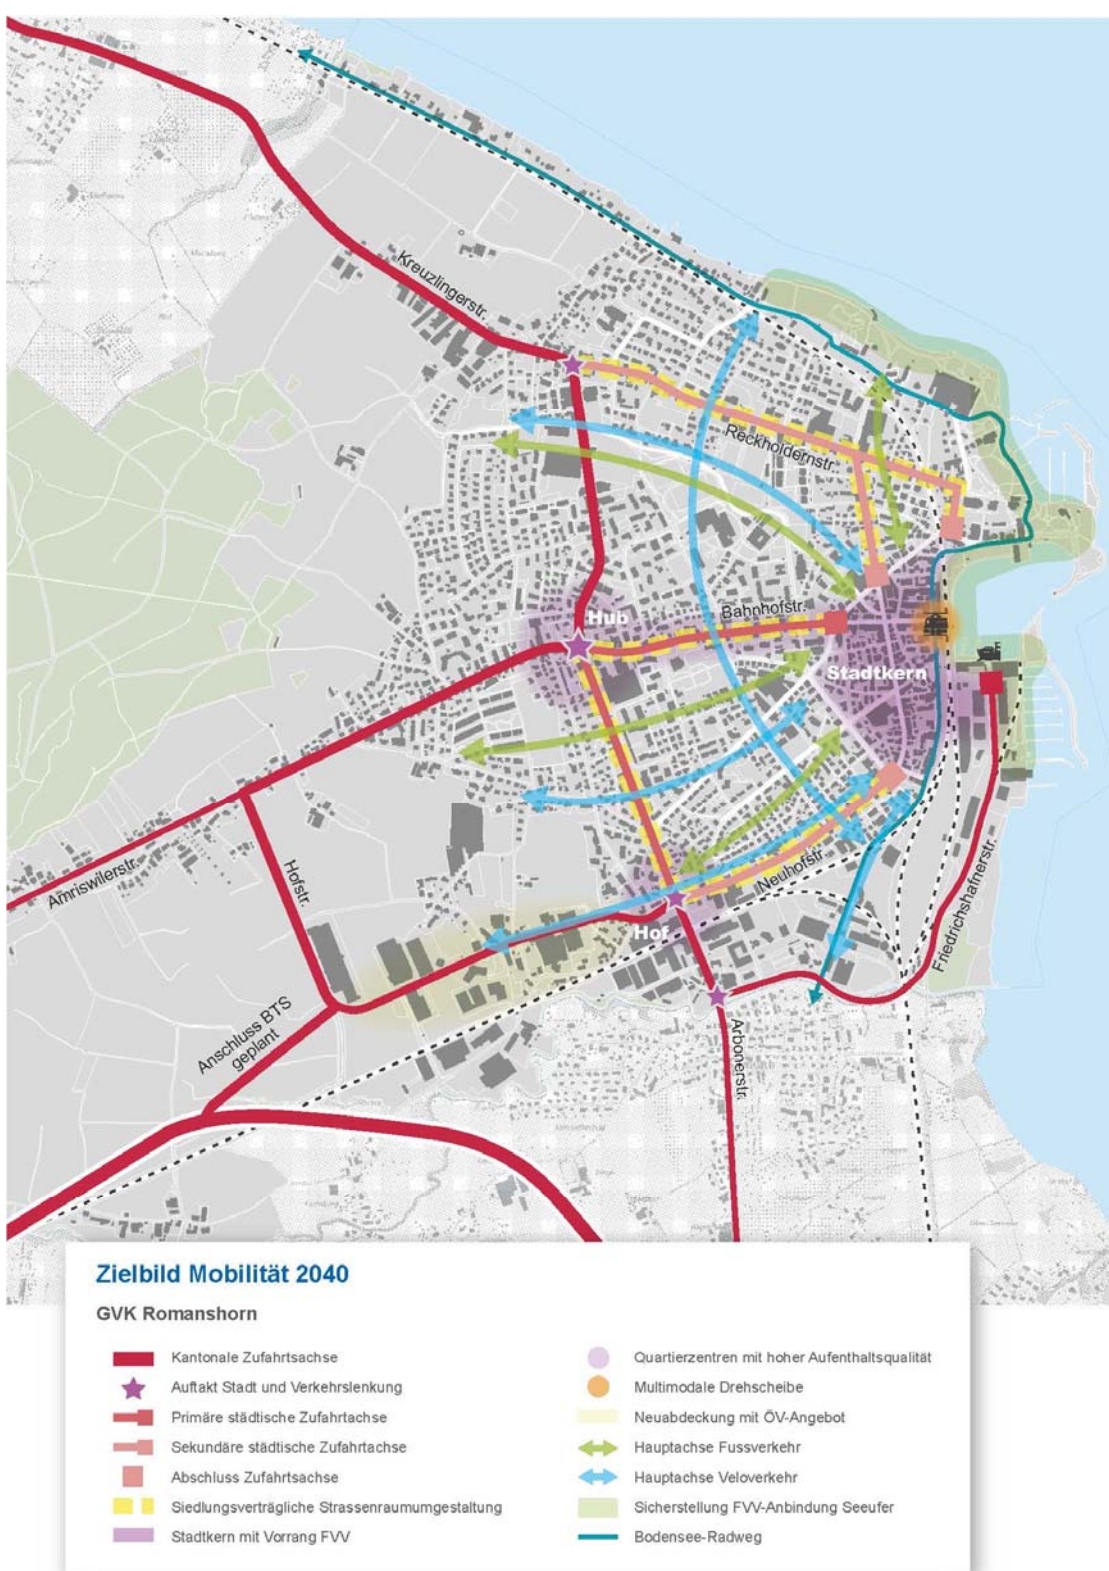 Kreuzlingerstr.
Reckholdernstr.
Hub
Bahnhofstr.
Stadtkern
Amriswilerstr.
Hofstr.
Neuhofstr.
Hof
Friedrichshafnerstr.
Anschluss BTS
geplant
Arbonerstr.
Zielbild Mobilität 2040
GVK Romanshorn
Kantonale Zufahrtsachse
Auftakt Stadt und Verkehrslenkung
Primäre städtische Zufahrtachse
Sekundäre städtische Zufahrtachse
Abschluss Zufahrtsachse
Siedlungsverträgliche Strassenraumumgestaltung
Stadtkern mit Vorrang FVV
Quartierzentren mit hoher Aufenthaltsqualität
Multimodale Drehscheibe
Neuabdeckung mit ÖV-Angebot
Hauptachse Fussverkehr
Hauptachse Veloverkehr
Sicherstellung FVV-Anbindung Seeufer
Bodensee-Radweg